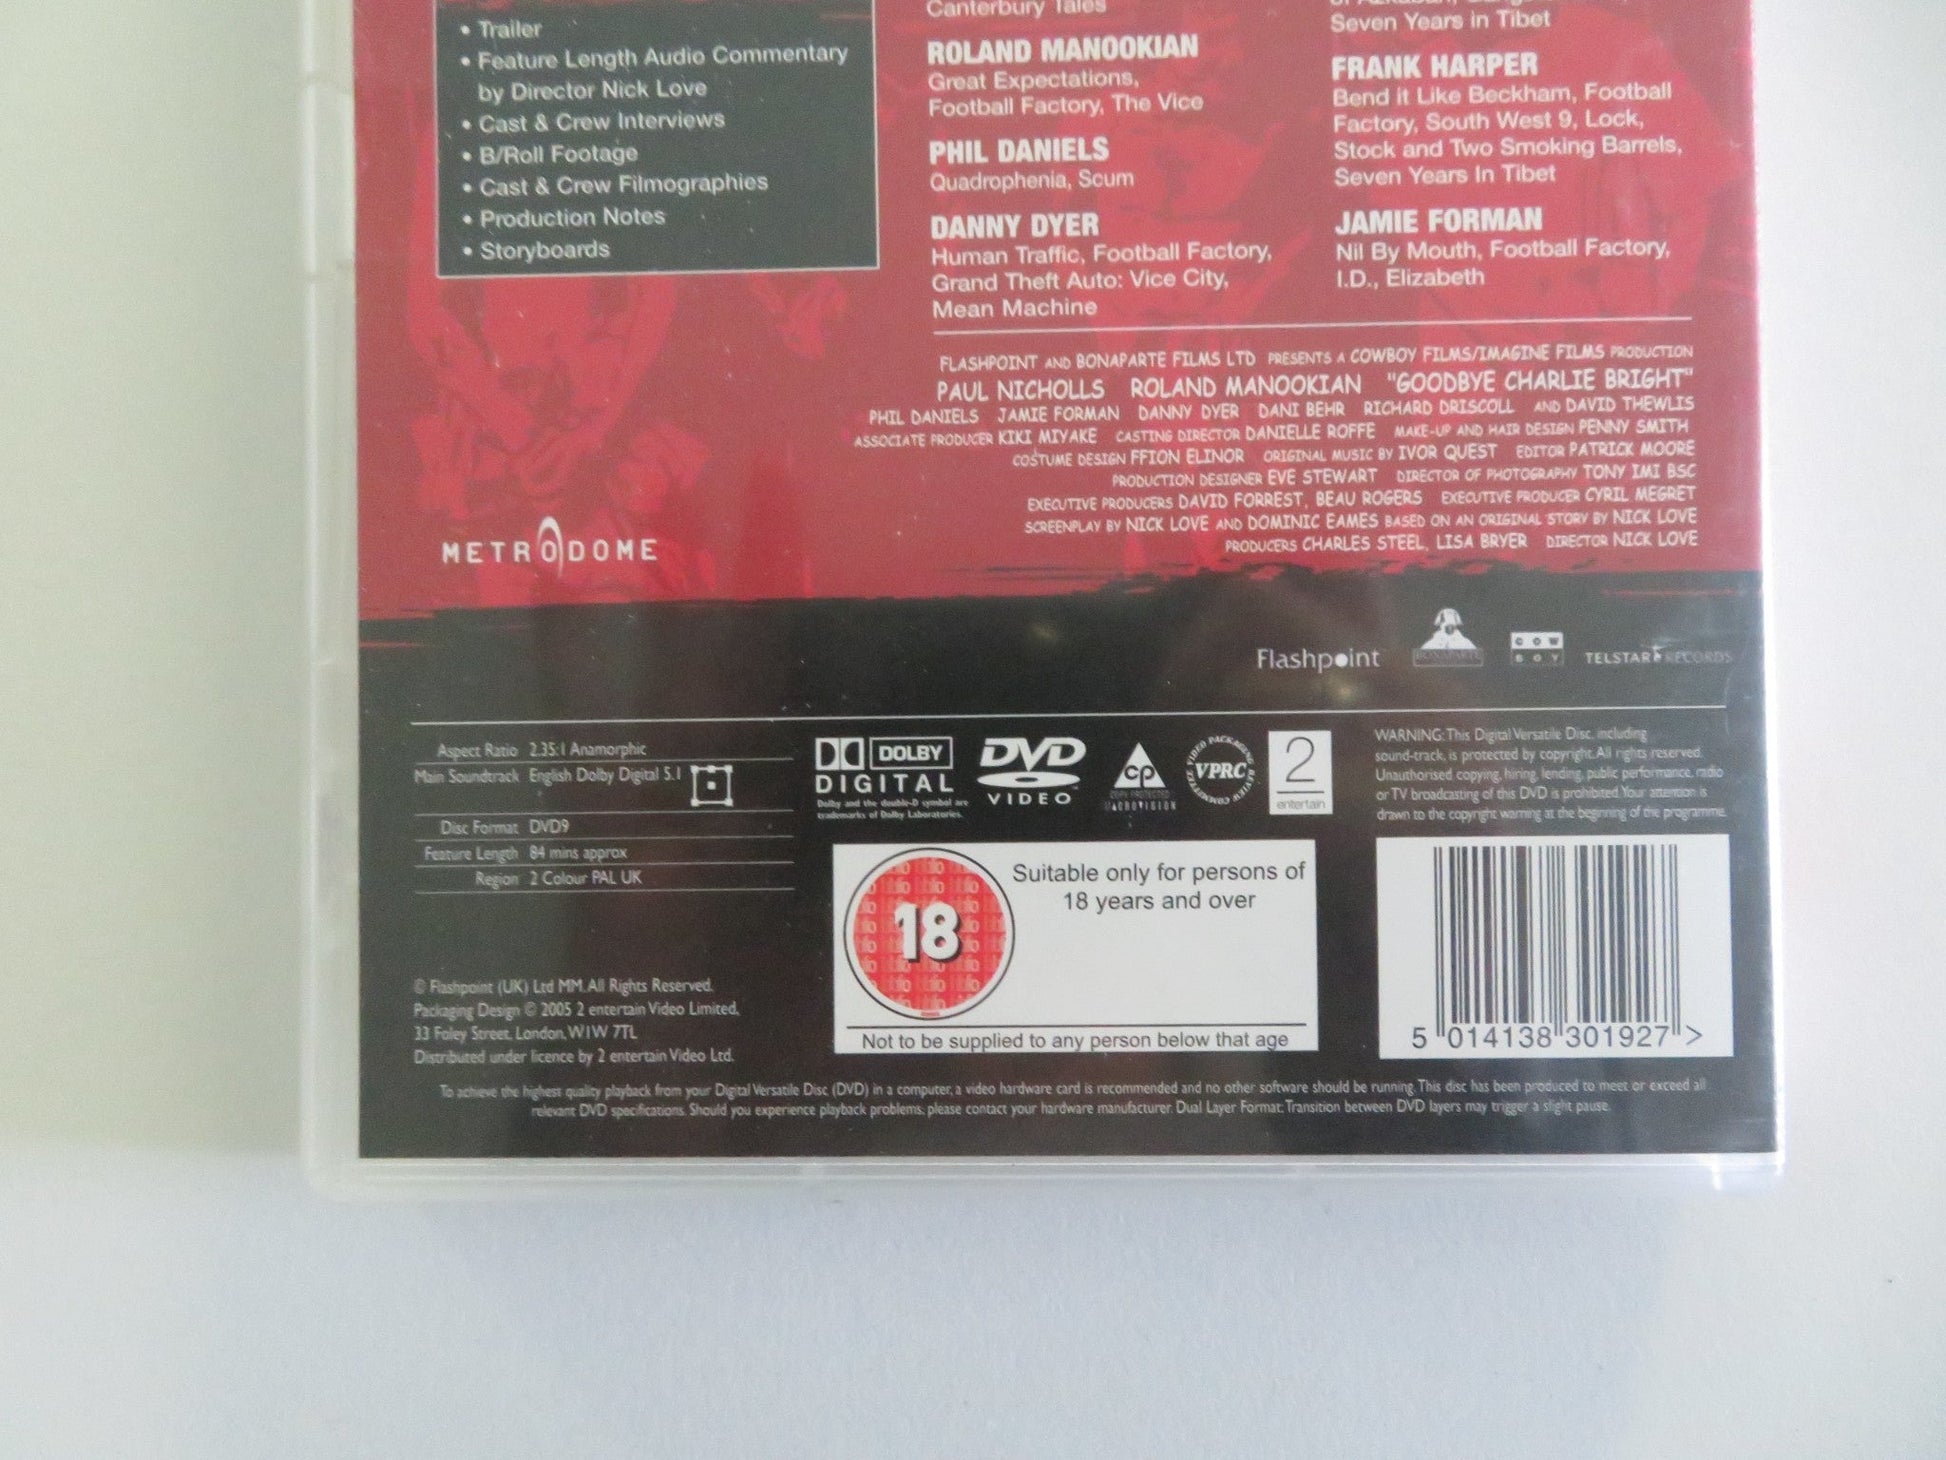 • Trailer
• Feature Length Audio Commentary
by Director Nick Love
• Cast & Crew Interviews
• B/Roll Footage
• Cast & Crew Filmographies
• Production Notes
• Storyboards
Canterbury Tales
ROLAND MANOOKIAN
Great Expectations,
Football Factory, The Vice
PHIL DANIELS
Quadrophenia, Scum
DANNY DYER
Human Traffic, Football Factory,
Grand Theft Auto: Vice City,
Mean Machine
Seven Years in Tibet
FRANK HARPER
Bend it Like Beckham, Football
Factory, South West 9, Lock,
Stock and Two Smoking Barrels,
Seven Years In Tibet
JAMIE FORMAN
Nil By Mouth, Football Factory,
I.D., Elizabeth
FLASHPOINT AND BONAPARTE FILMS LTD PRESENTS A COWBOY FILMS/IMAGINE FILMS PRODUCTION
PAUL NICHOLLS ROLAND MANOOKIAN "GOODBYE CHARLIE BRIGHT"
PHIL DANIELS JAMIE FORMAN DANNY DYER DANI BEHR RICHARD DRISCOLL AND DAVID THEWLIS
ASSOCIATE PRODUCER KIKI MIYAKE CASTING DIRECTOR DANIELLE ROFFE MAKE-UP AND HAIR DESIGN PENNY SMITH
COSTUME DESIGN FFION ELINOR ORIGINAL MUSIC BY IVOR QUEST EDITOR PATRICK MOORE
PRODUCTION DESIGNER EVE STEWART DIRECTOR OF PHOTOGRAPHY TONY IMI BSC
EXECUTIVE PRODUCERS DAVID FORREST, BEAU ROGERS EXECUTIVE PRODUCER CYRIL MEGRET
SCREENPLAY BY NICK LOVE AND DOMINIC EAMES BASED ON AN ORIGINAL STORY BY NICK LOVE
PRODUCERS CHARLES STEEL, LISA BRYER DIRECTOR NICK LOVE
METRODOME
Flashpoint
BONAPARTE
COW
BOY
TELSTAR RECORDS
Aspect Ratio 2.35:1 Anamorphic
Main Soundtrack English Dolby Digital 5.1
Disc Format DVD9
Feature Length 84 mins approx
Region 2 Colour PAL UK
DOLBY
DIGITAL
Dolby and the double-D symbol are
trademarks of Dolby Laboratories.
DVD
VIDEO
CP
COPY PROTECTED
MACROVISION
VIDEO PACKAGING REVIEW COMMITTEE
VPRC
2
entertain
WARNING: This Digital Versatile Disc, including
sound-track, is protected by copyright. All rights reserved.
Unauthorised copying, hiring, lending, public performance, radio
or TV broadcasting of this DVD is prohibited. Your attention is
drawn to the copyright warning at the beginning of the programme.
18
Suitable only for persons of
18 years and over
Not to be supplied to any person below that age
5 014138 301927 >
© Flashpoint (UK) Ltd MM. All Rights Reserved.
Packaging Design © 2005 2 entertain Video Limited,
33 Foley Street, London, W1W 7TL
Distributed under licence by 2 entertain Video Ltd.
To achieve the highest quality playback from your Digital Versatile Disc (DVD) in a computer, a video hardware card is recommended and no other software should be running. This disc has been produced to meet or exceed all
relevant DVD specifications. Should you experience playback problems, please contact your hardware manufacturer. Dual Layer Format: Transition between DVD layers may trigger a slight pause.